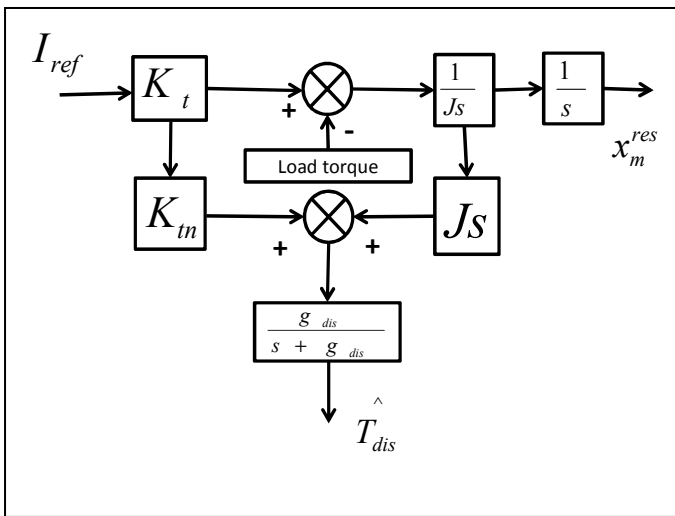 I_ref
K_t
+
-
1/Js
1/s
x_m^res
Load torque
K_tn
+
+
Js
g_dis / (s + g_dis)
T̂_dis